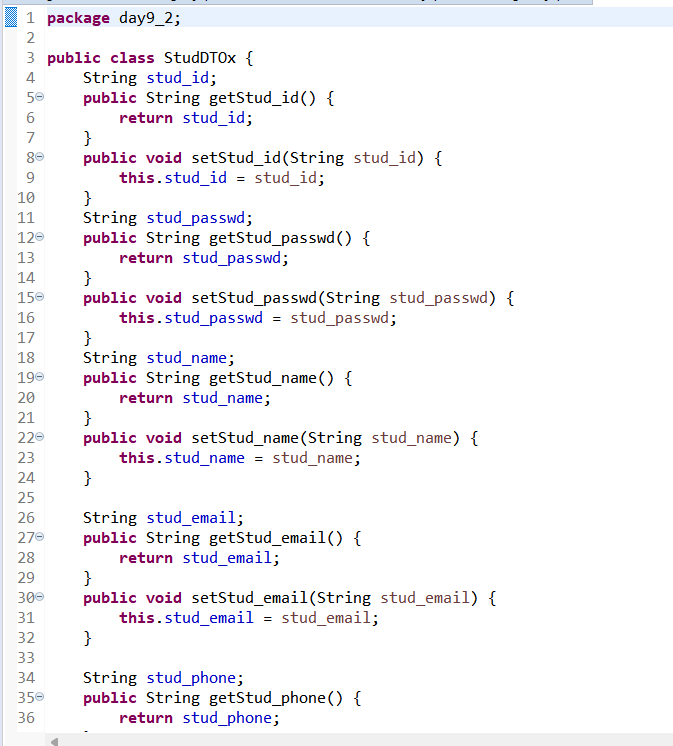 1 package day9_2;
2
3 public class StudDTOx {
4     String stud_id;
5     public String getStud_id() {
6         return stud_id;
7     }
8     public void setStud_id(String stud_id) {
9         this.stud_id = stud_id;
10     }
11     String stud_passwd;
12     public String getStud_passwd() {
13         return stud_passwd;
14     }
15     public void setStud_passwd(String stud_passwd) {
16         this.stud_passwd = stud_passwd;
17     }
18     String stud_name;
19     public String getStud_name() {
20         return stud_name;
21     }
22     public void setStud_name(String stud_name) {
23         this.stud_name = stud_name;
24     }
25
26     String stud_email;
27     public String getStud_email() {
28         return stud_email;
29     }
30     public void setStud_email(String stud_email) {
31         this.stud_email = stud_email;
32     }
33
34     String stud_phone;
35     public String getStud_phone() {
36         return stud_phone;